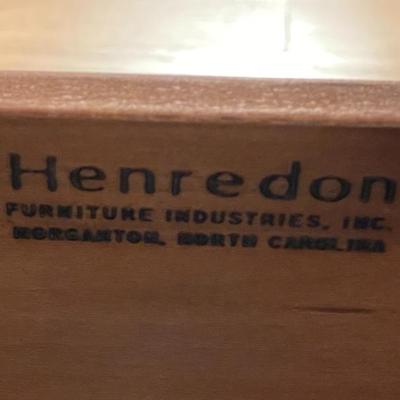 Henredon
FURNITURE INDUSTRIES, INC.
MORGANTON, NORTH CAROLINA